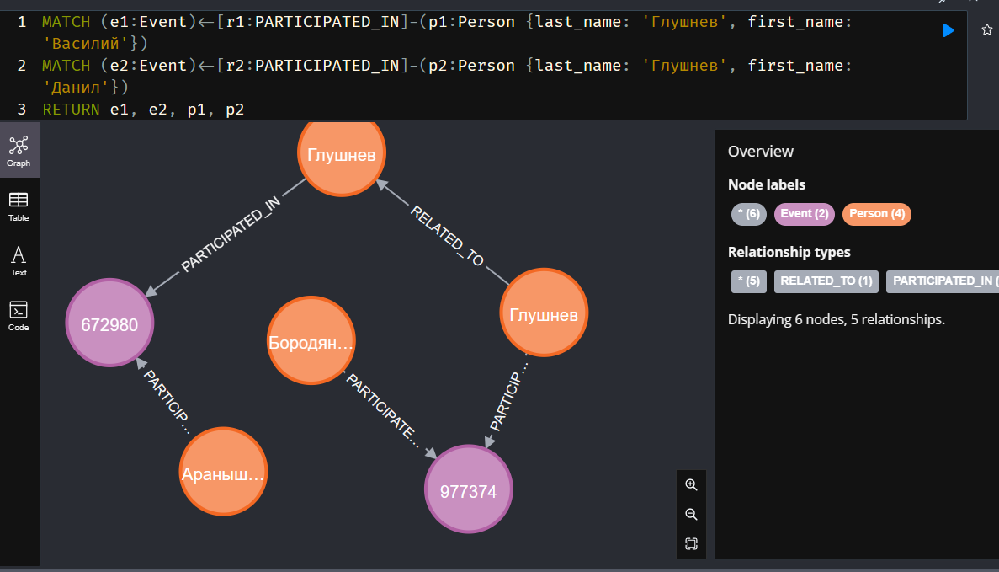 1 MATCH (e1:Event)<-[r1:PARTICIPATED_IN]-(p1:Person {last_name: 'Глушнев', first_name:
'Василий'})
2 MATCH (e2:Event)<-[r2:PARTICIPATED_IN]-(p2:Person {last_name: 'Глушнев', first_name:
'Данил'})
3 RETURN e1, e2, p1, p2
Graph
Table
Text
Code
Глушнев
PARTICIPATED_IN
RELATED_TO
672980
Бородян…
Глушнев
PARTICIP…
PARTICIPATE…
PARTICIP…
Араныш…
977374
Overview
Node labels
* (6) Event (2) Person (4)
Relationship types
* (5) RELATED_TO (1) PARTICIPATED_IN (
Displaying 6 nodes, 5 relationships.